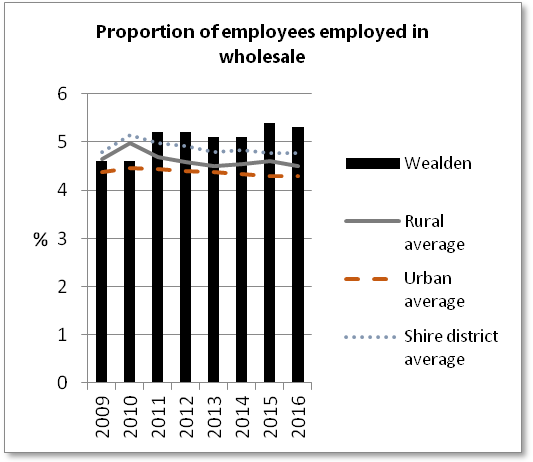 Proportion of employees employed in
wholesale
6
5
4
% 3
2
1
0
2009
2010
2011
2012
2013
2014
2015
2016
Wealden
Rural
average
Urban
average
Shire district
average